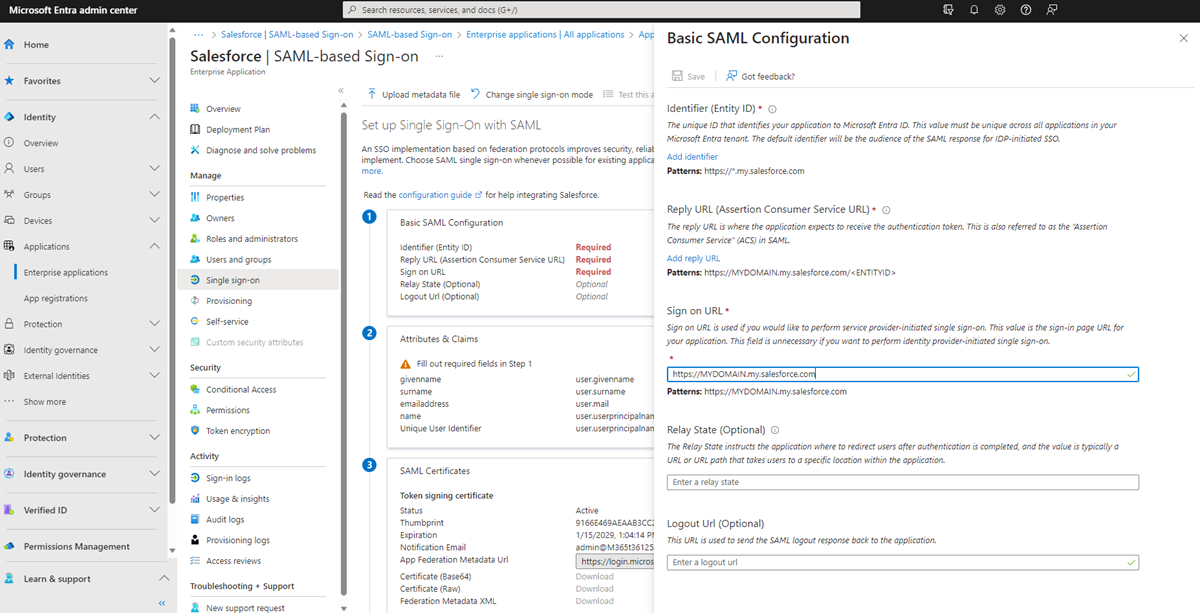 Microsoft Entra admin center
Search resources, services, and docs (G+/)
Home
Favorites
Identity
Overview
Users
Groups
Devices
Applications
Enterprise applications
App registrations
Protection
Identity governance
External Identities
Show more
Protection
Identity governance
Verified ID
Permissions Management
Learn & support
... > Salesforce | SAML-based Sign-on > SAML-based Sign-on > Enterprise applications | All applications > App
Salesforce | SAML-based Sign-on ...
Enterprise Application
Overview
Deployment Plan
Diagnose and solve problems
Manage
Properties
Owners
Roles and administrators
Users and groups
Single sign-on
Provisioning
Self-service
Custom security attributes
Security
Conditional Access
Permissions
Token encryption
Activity
Sign-in logs
Usage & insights
Audit logs
Provisioning logs
Access reviews
Troubleshooting + Support
New support request
Upload metadata file Change single sign-on mode Test this a
Set up Single Sign-On with SAML
An SSO implementation based on federation protocols improves security, reliab
implement. Choose SAML single sign-on whenever possible for existing applica
more.
Read the configuration guide for help integrating Salesforce.
1
Basic SAML Configuration
Identifier (Entity ID) Required
Reply URL (Assertion Consumer Service URL) Required
Sign on URL Required
Relay State (Optional) Optional
Logout Url (Optional) Optional
2
Attributes & Claims
Fill out required fields in Step 1
givenname user.givenname
surname user.surname
emailaddress user.mail
name user.userprincipalnam
Unique User Identifier user.userprincipalnam
3
SAML Certificates
Token signing certificate
Status Active
Thumbprint 9166E469AEAAB3CC2
Expiration 1/15/2029, 1:04:14 PM
Notification Email admin@M365t36125
App Federation Metadata Url https://login.micros
Certificate (Base64) Download
Certificate (Raw) Download
Federation Metadata XML Download
Basic SAML Configuration
Save Got feedback?
Identifier (Entity ID) *
The unique ID that identifies your application to Microsoft Entra ID. This value must be unique across all applications in your
Microsoft Entra tenant. The default identifier will be the audience of the SAML response for IDP-initiated SSO.
Add identifier
Patterns: https://*.my.salesforce.com
Reply URL (Assertion Consumer Service URL) *
The reply URL is where the application expects to receive the authentication token. This is also referred to as the "Assertion
Consumer Service" (ACS) in SAML.
Add reply URL
Patterns: https://MYDOMAIN.my.salesforce.com/<ENTITYID>
Sign on URL *
Sign on URL is used if you would like to perform service provider-initiated single sign-on. This value is the sign-in page URL for
your application. This field is unnecessary if you want to perform identity provider-initiated single sign-on.
*
https://MYDOMAIN.my.salesforce.com
Patterns: https://MYDOMAIN.my.salesforce.com
Relay State (Optional)
The Relay State instructs the application where to redirect users after authentication is completed, and the value is typically a
URL or URL path that takes users to a specific location within the application.
Enter a relay state
Logout Url (Optional)
This URL is used to send the SAML logout response back to the application.
Enter a logout url